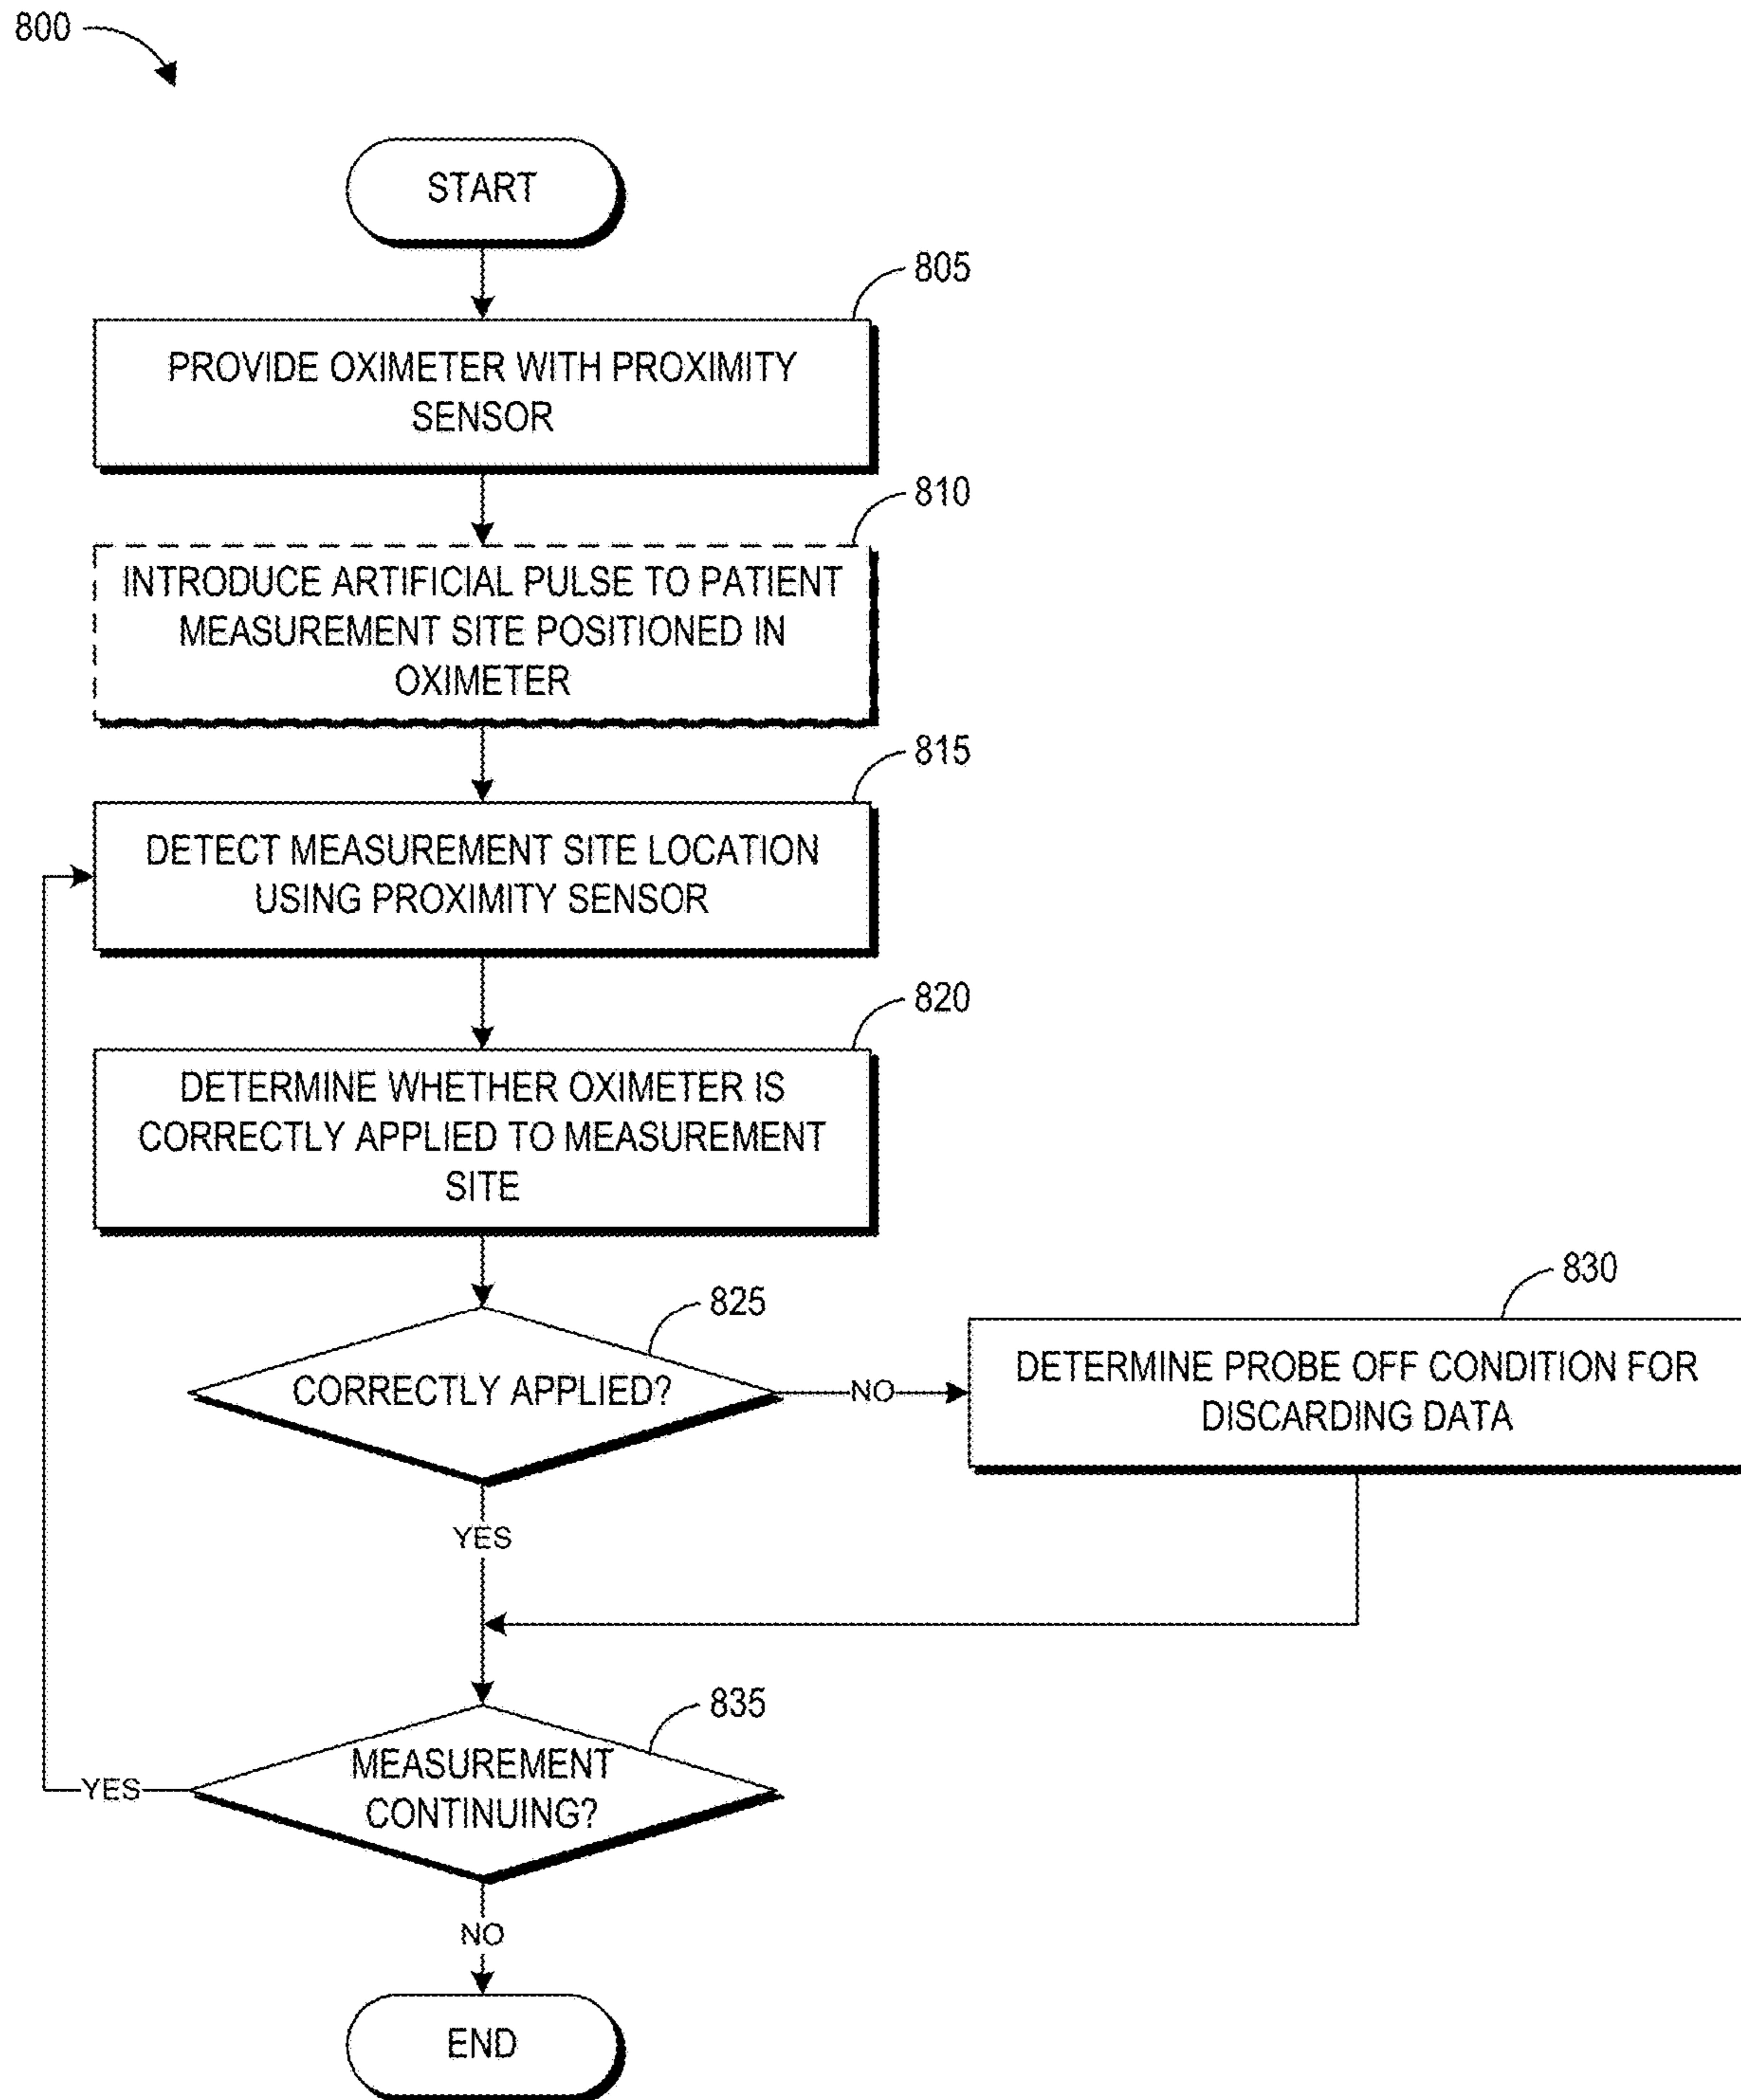 800
START
805
PROVIDE OXIMETER WITH PROXIMITY
SENSOR
810
INTRODUCE ARTIFICIAL PULSE TO PATIENT
MEASUREMENT SITE POSITIONED IN
OXIMETER
815
DETECT MEASUREMENT SITE LOCATION
USING PROXIMITY SENSOR
820
DETERMINE WHETHER OXIMETER IS
CORRECTLY APPLIED TO MEASUREMENT
SITE
825
CORRECTLY APPLIED?
NO
830
DETERMINE PROBE OFF CONDITION FOR
DISCARDING DATA
YES
835
MEASUREMENT
CONTINUING?
YES
NO
END